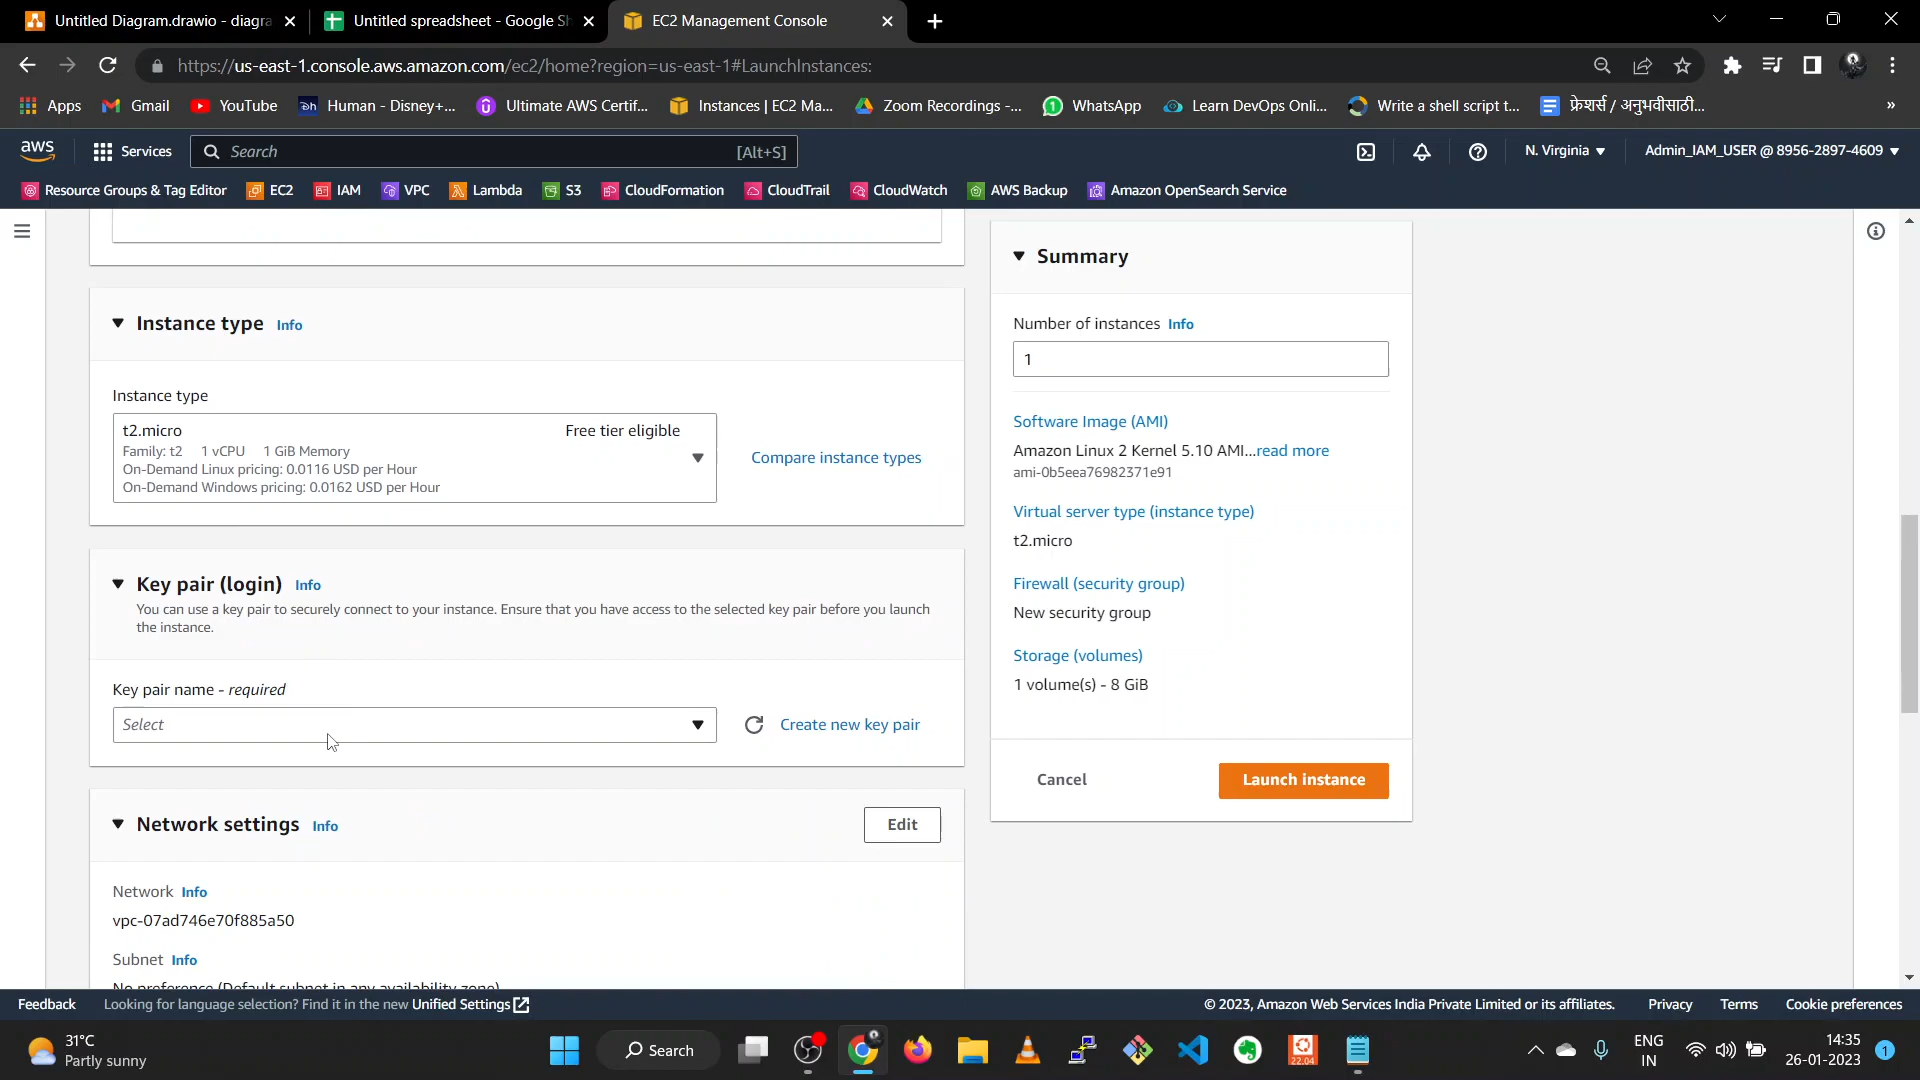 Untitled Diagram.drawio - diagra
Untitled spreadsheet - Google Sh
EC2 Management Console
https://us-east-1.console.aws.amazon.com/ec2/home?region=us-east-1#LaunchInstances:
Apps
Gmail
YouTube
Human - Disney+...
Ultimate AWS Certif...
Instances | EC2 Ma...
Zoom Recordings -...
WhatsApp
Learn DevOps Onli...
Write a shell script t...
फ्रेशर्स / अनुभवीसाठी...
»
aws
Services
Search
[Alt+S]
N. Virginia
Admin_IAM_USER @ 8956-2897-4609
Resource Groups & Tag Editor
EC2
IAM
VPC
Lambda
S3
CloudFormation
CloudTrail
CloudWatch
AWS Backup
Amazon OpenSearch Service
Instance type Info
Instance type
t2.micro
Free tier eligible
Family: t2 1 vCPU 1 GiB Memory
On-Demand Linux pricing: 0.0116 USD per Hour
On-Demand Windows pricing: 0.0162 USD per Hour
Compare instance types
Key pair (login) Info
You can use a key pair to securely connect to your instance. Ensure that you have access to the selected key pair before you launch
the instance.
Key pair name - required
Select
Create new key pair
Network settings Info
Edit
Network Info
vpc-07ad746e70f885a50
Subnet Info
No preference (Default subnet in any availability zone)
Summary
Number of instances Info
1
Software Image (AMI)
Amazon Linux 2 Kernel 5.10 AMI...read more
ami-0b5eea76982371e91
Virtual server type (instance type)
t2.micro
Firewall (security group)
New security group
Storage (volumes)
1 volume(s) - 8 GiB
Cancel
Launch instance
Feedback
Looking for language selection? Find it in the new Unified Settings
© 2023, Amazon Web Services India Private Limited or its affiliates.
Privacy
Terms
Cookie preferences
31°C
Partly sunny
Search
22.04
ENG
IN
14:35
26-01-2023
1